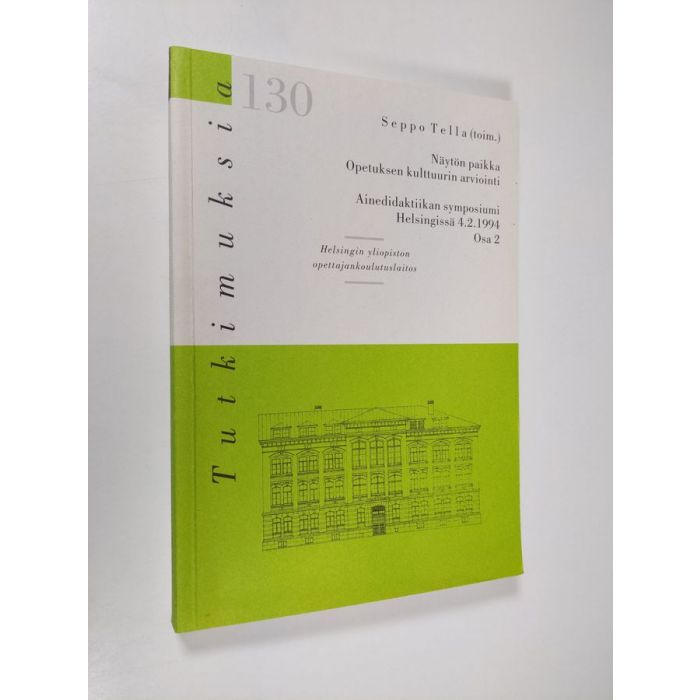 Tutkimuksia
130
Seppo Tella (toim.)
Näytön paikka
Opetuksen kulttuurin arviointi
Ainedidaktiikan symposiumi
Helsingissä 4.2.1994
Osa 2
Helsingin yliopiston
opettajankoulutuslaitos